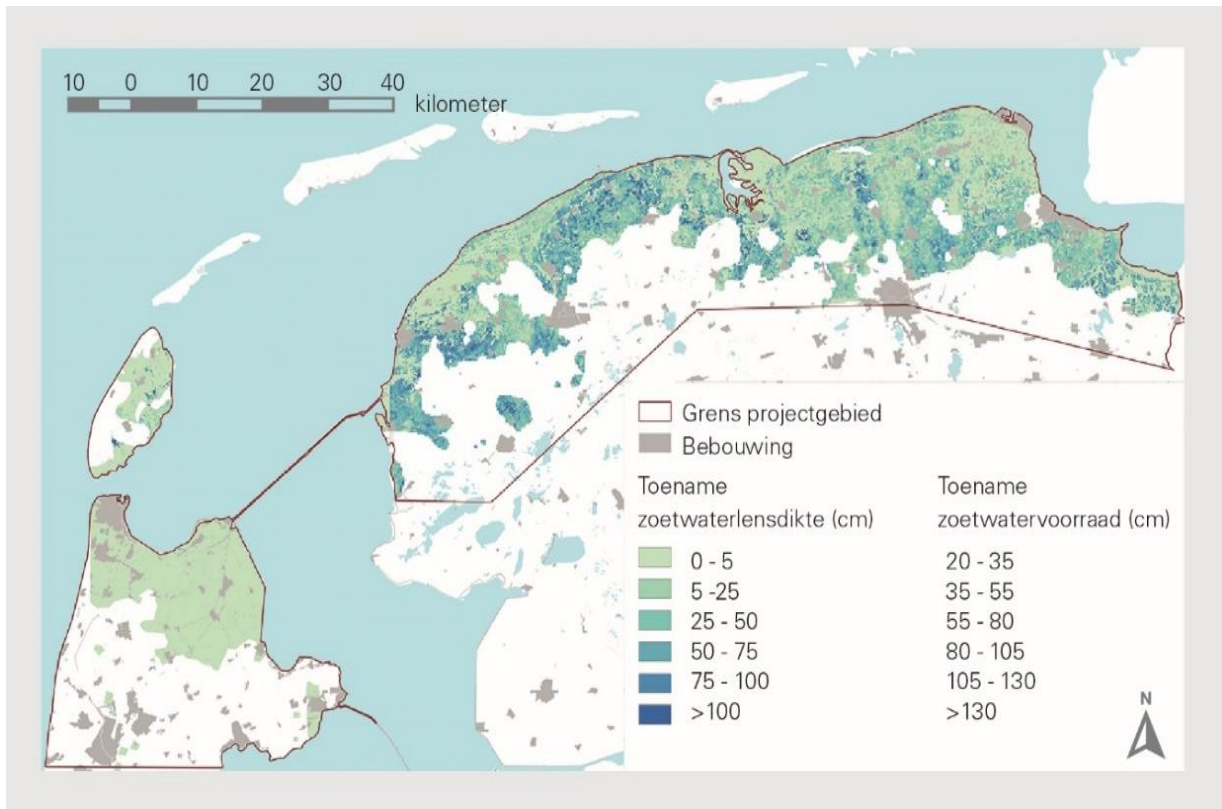 10 0 10 20 30 40
kilometer
Grens projectgebied
Bebouwing
Toename
zoetwaterlensdikte (cm)
0 - 5
5 -25
25 - 50
50 - 75
75 - 100
>100
Toename
zoetwatervoorraad (cm)
20 - 35
35 - 55
55 - 80
80 - 105
105 - 130
>130
N